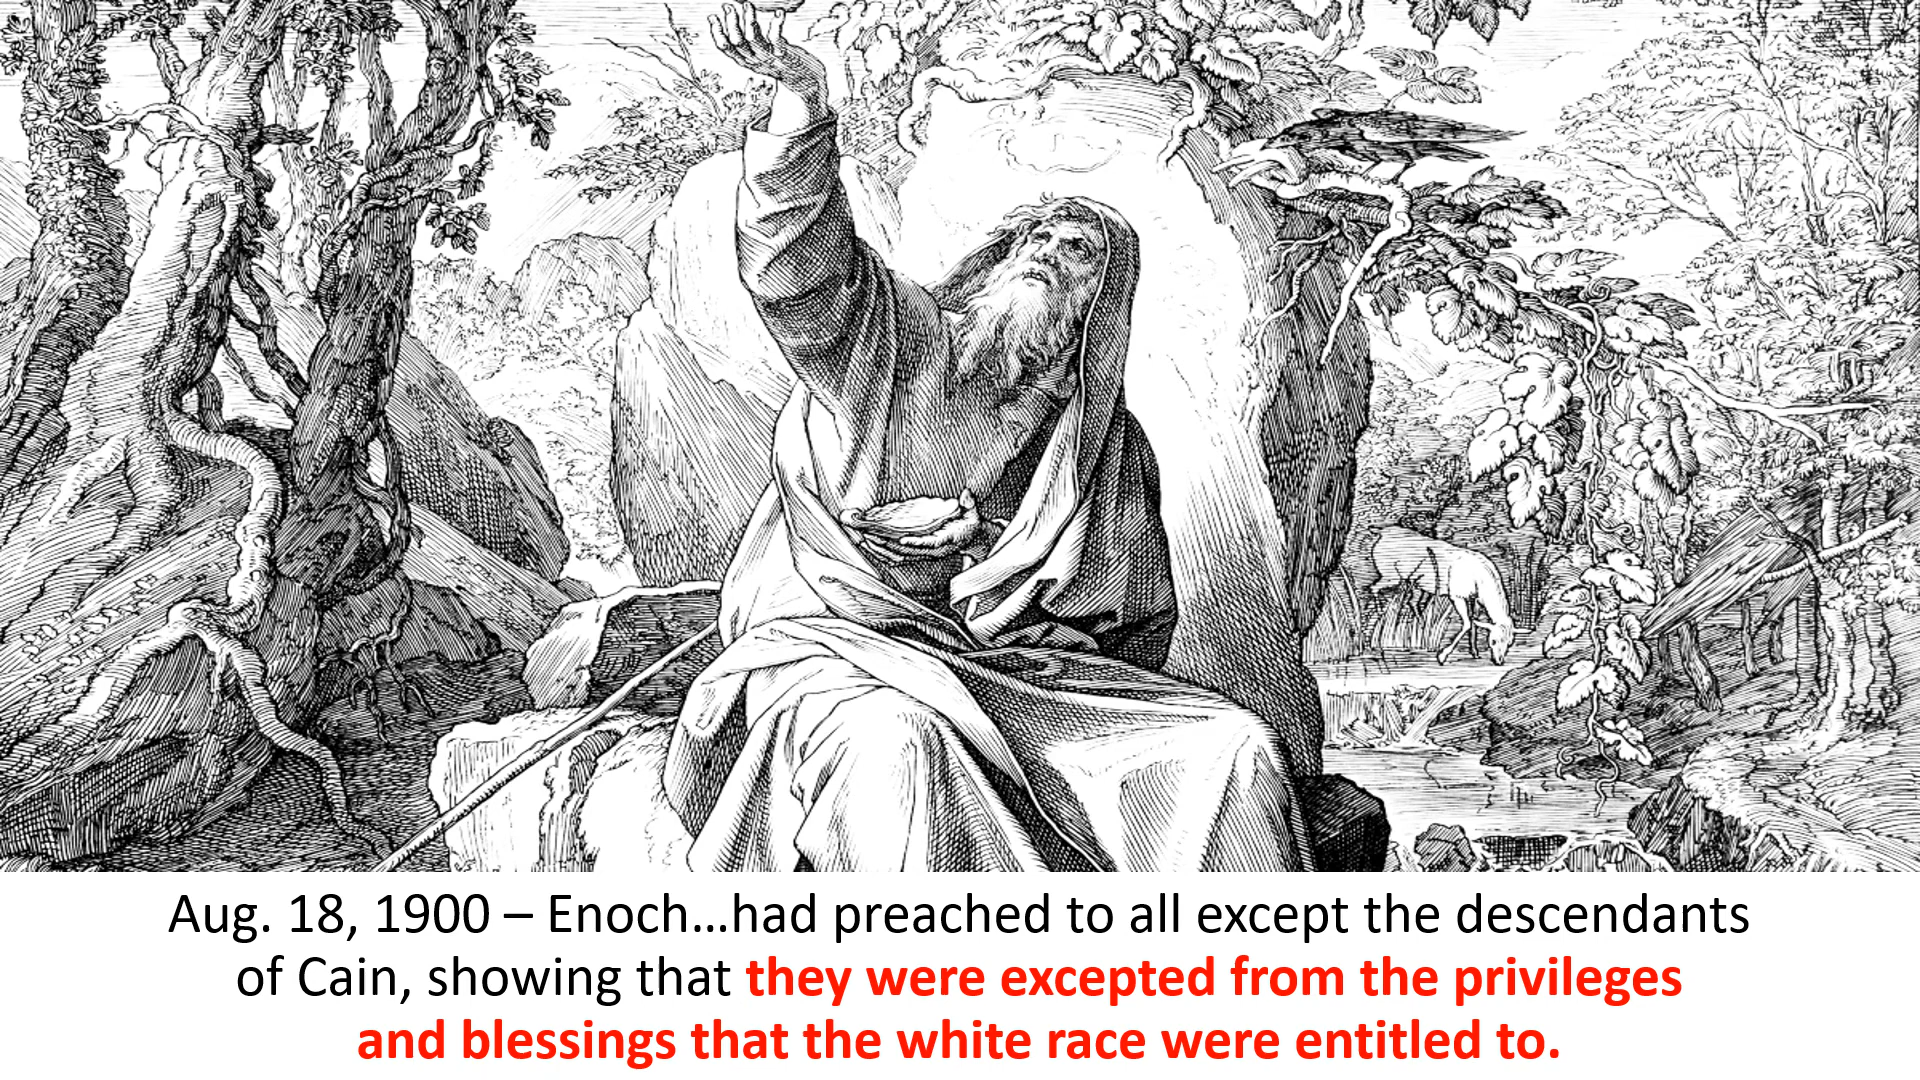 Aug. 18, 1900 – Enoch…had preached to all except the descendants
of Cain, showing that they were excepted from the privileges
and blessings that the white race were entitled to.